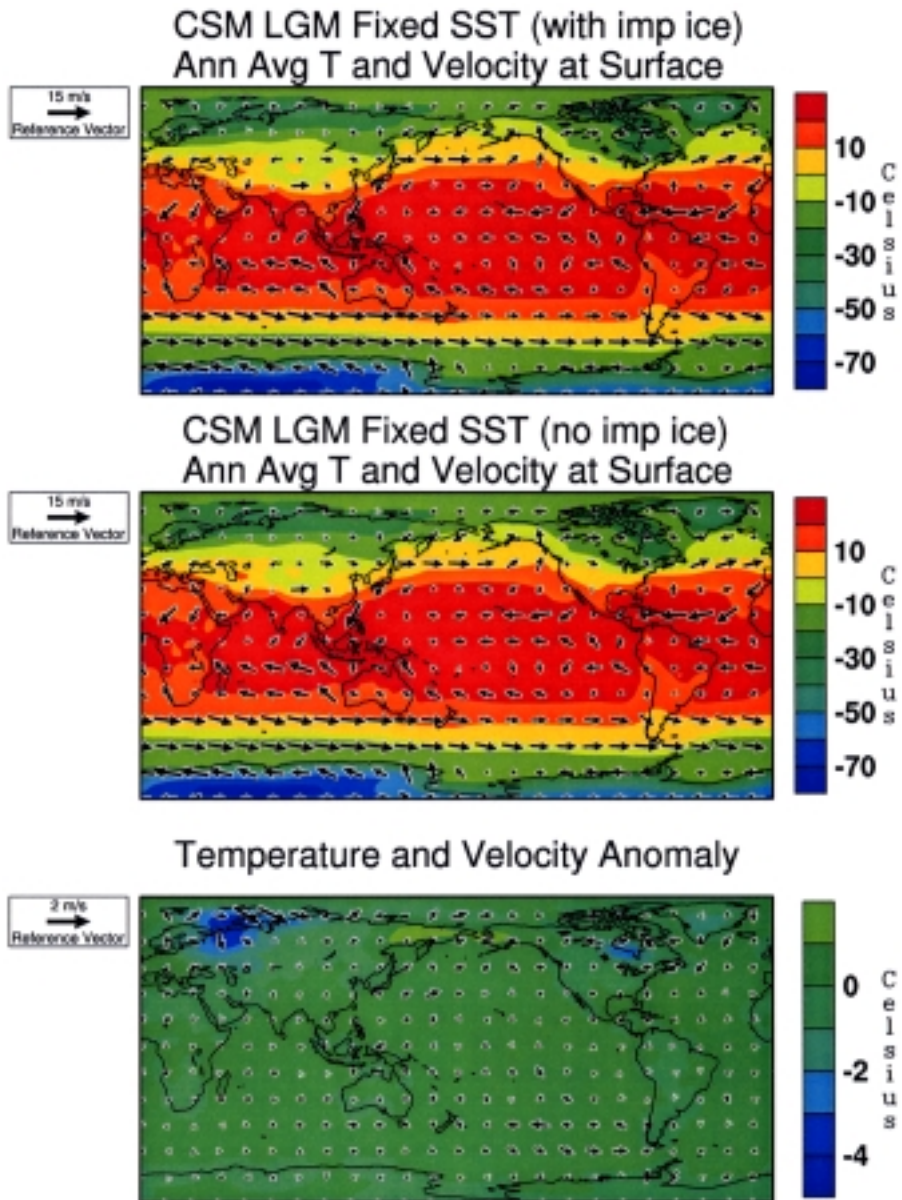 CSM LGM Fixed SST (with imp ice)
Ann Avg T and Velocity at Surface
15 m/s
Reference Vector
10
-10
-30
-50
-70
Celsius
CSM LGM Fixed SST (no imp ice)
Ann Avg T and Velocity at Surface
15 m/s
Reference Vector
10
-10
-30
-50
-70
Celsius
Temperature and Velocity Anomaly
2 m/s
Reference Vector
0
-2
-4
Celsius